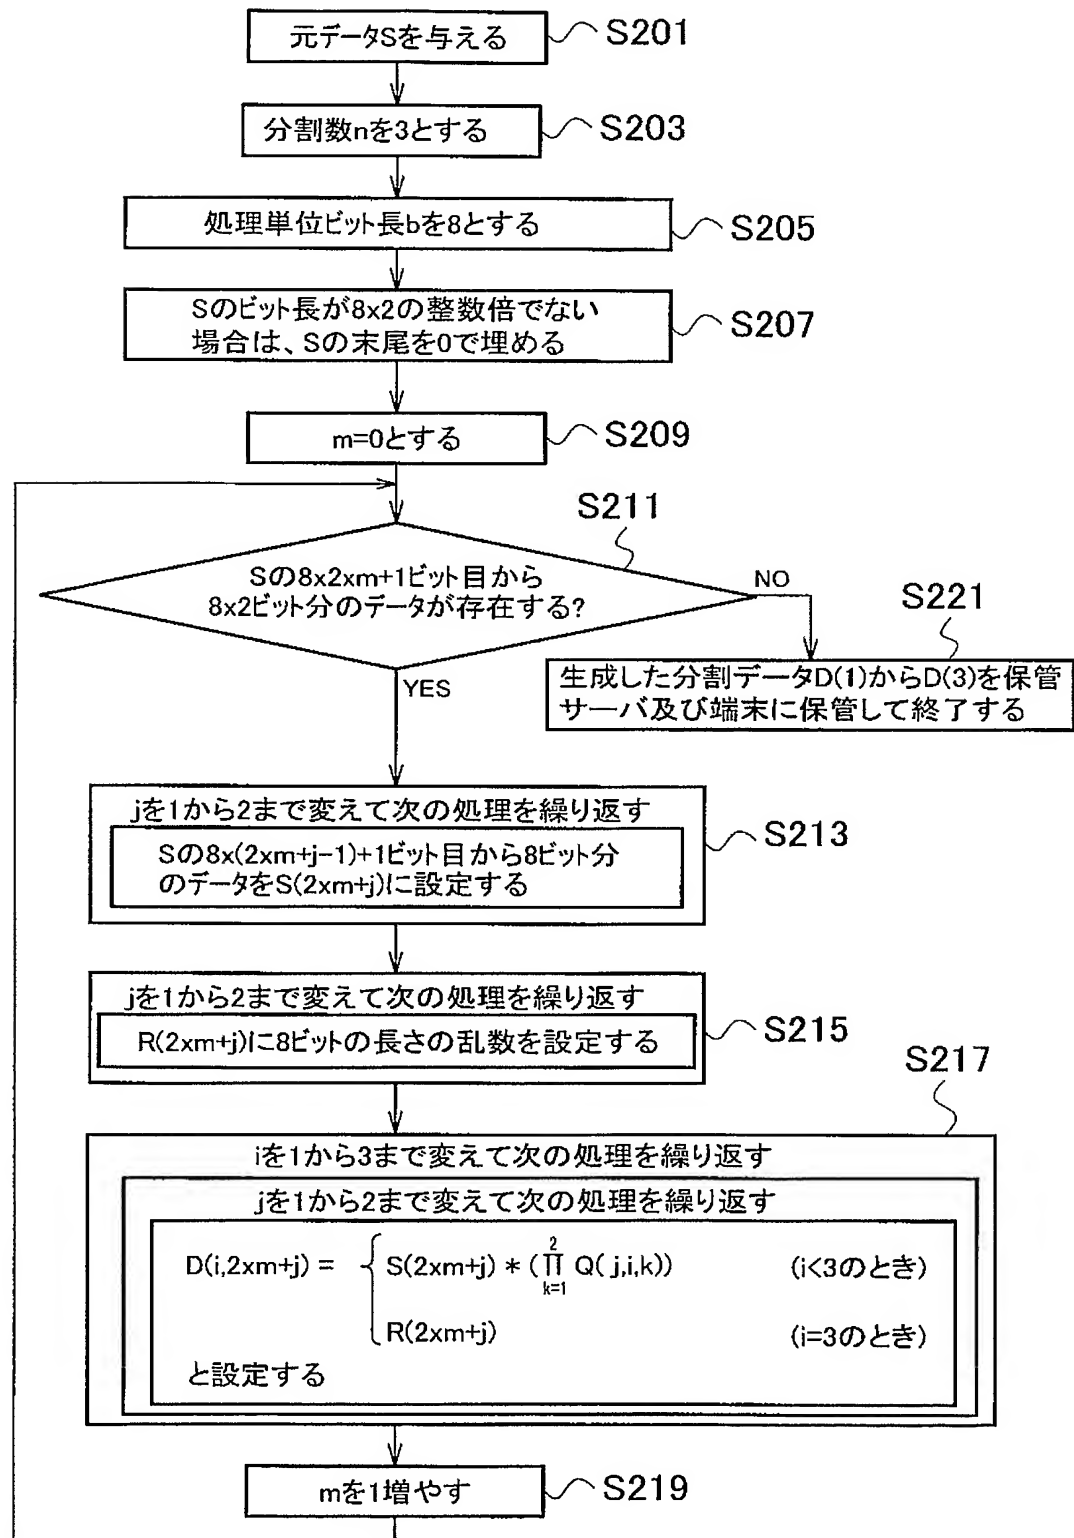 元データSを与える
S201
分割数nを3とする
S203
処理単位ビット長bを8とする
S205
Sのビット長が8x2の整数倍でない
場合は、Sの末尾を0で埋める
S207
m=0とする
S209
S211
Sの8x2xm+1ビット目から
8x2ビット分のデータが存在する?
NO
YES
S221
生成した分割データD(1)からD(3)を保管
サーバ及び端末に保管して終了する
jを1から2まで変えて次の処理を繰り返す
S213
Sの8x(2xm+j-1)+1ビット目から8ビット分
のデータをS(2xm+j)に設定する
jを1から2まで変えて次の処理を繰り返す
S215
R(2xm+j)に8ビットの長さの乱数を設定する
S217
iを1から3まで変えて次の処理を繰り返す
jを1から2まで変えて次の処理を繰り返す
D(i,2xm+j) = { S(2xm+j) * (∏_{k=1}^{2} Q(j,i,k)) (i<3のとき)
R(2xm+j) (i=3のとき)
と設定する
mを1増やす
S219